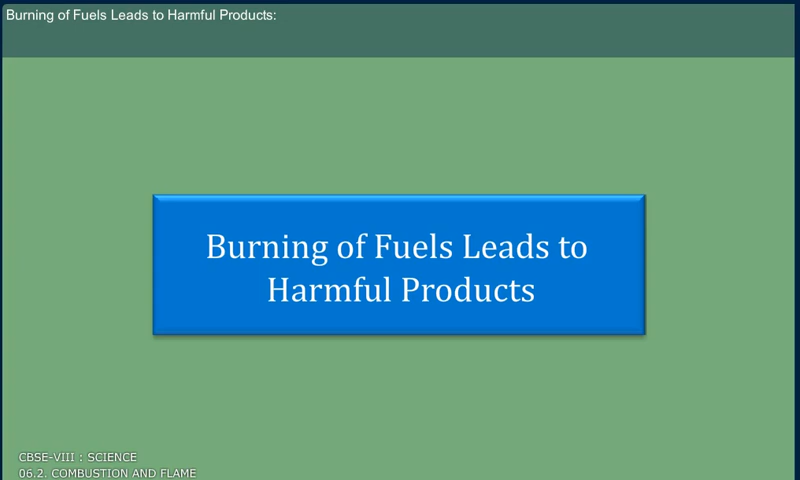 Burning of Fuels Leads to Harmful Products:
Burning of Fuels Leads to
Harmful Products
CBSE-VIII : SCIENCE
06.2. COMBUSTION AND FLAME